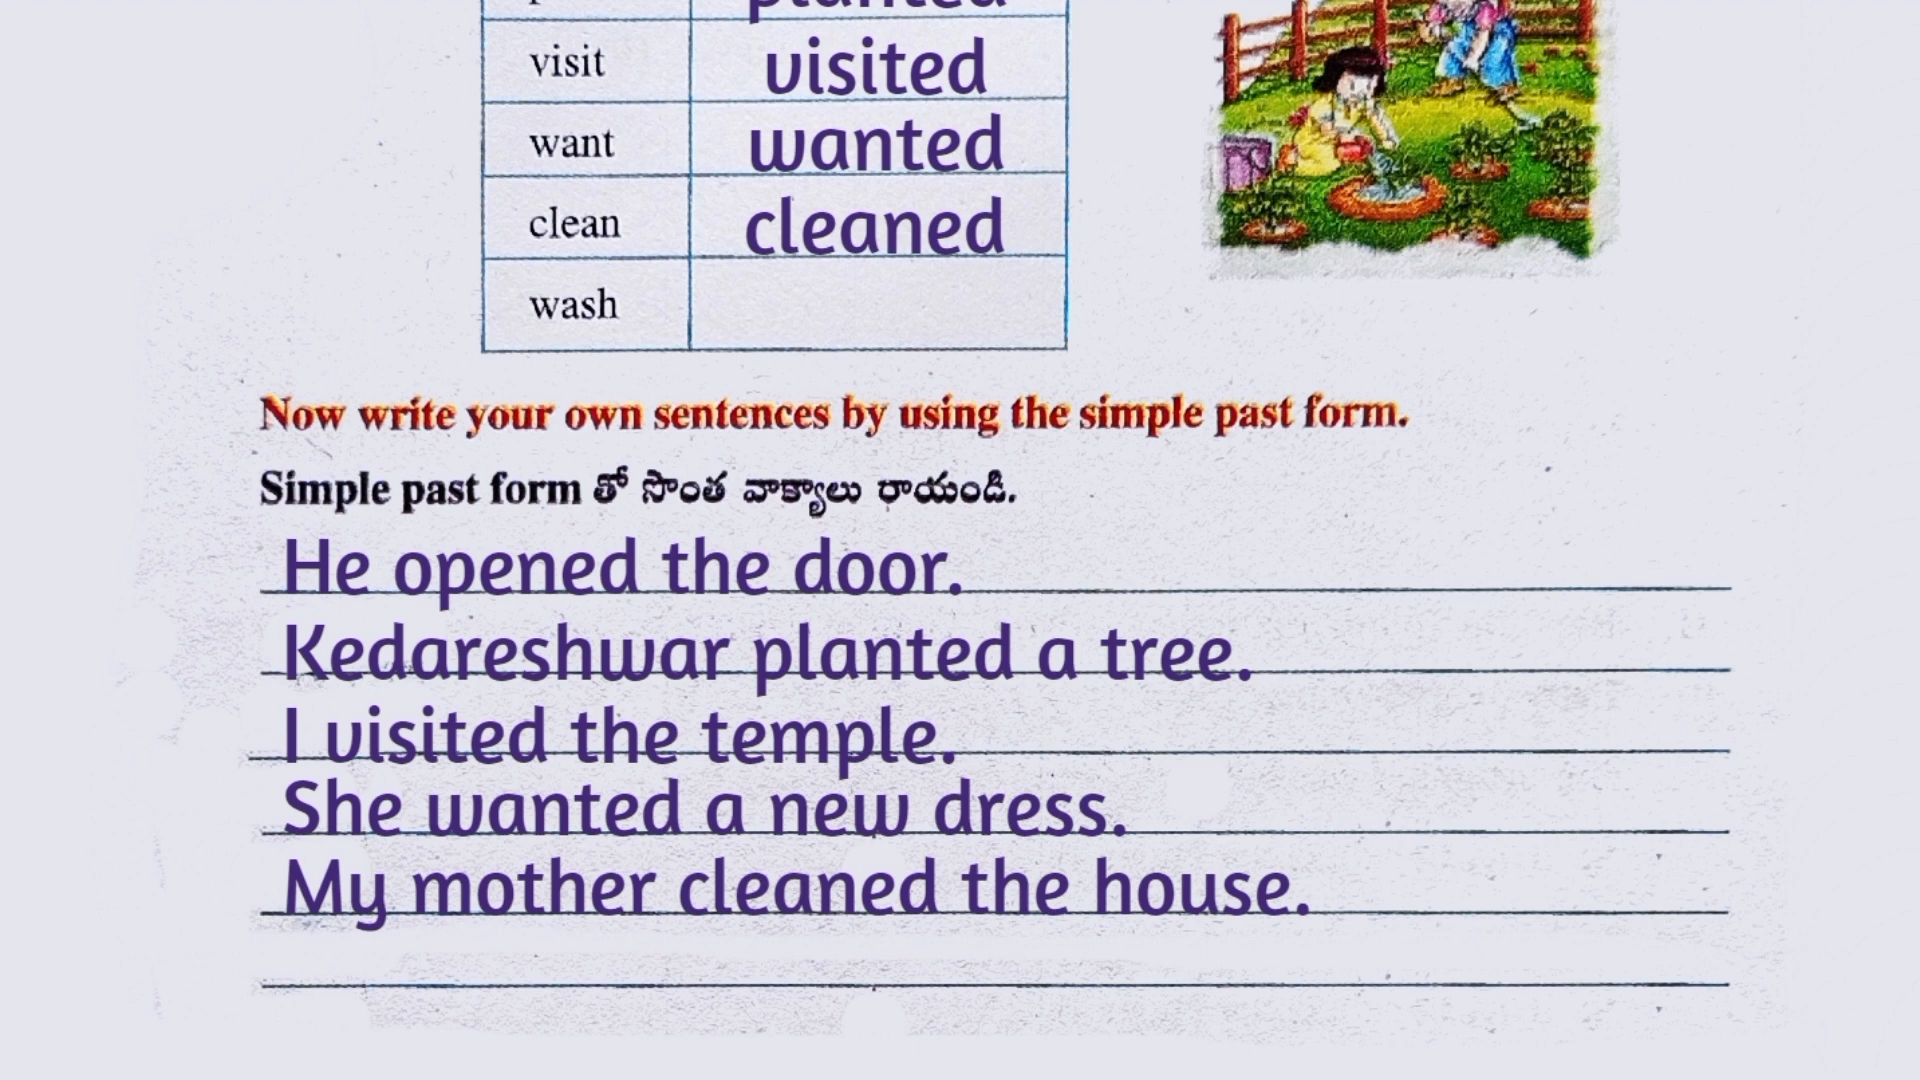 planted
visit visited
want wanted
clean cleaned
wash
Now write your own sentences by using the simple past form.
Simple past form తో సొంత వాక్యాలు రాయండి.
He opened the door.
Kedareshwar planted a tree.
I visited the temple.
She wanted a new dress.
My mother cleaned the house.